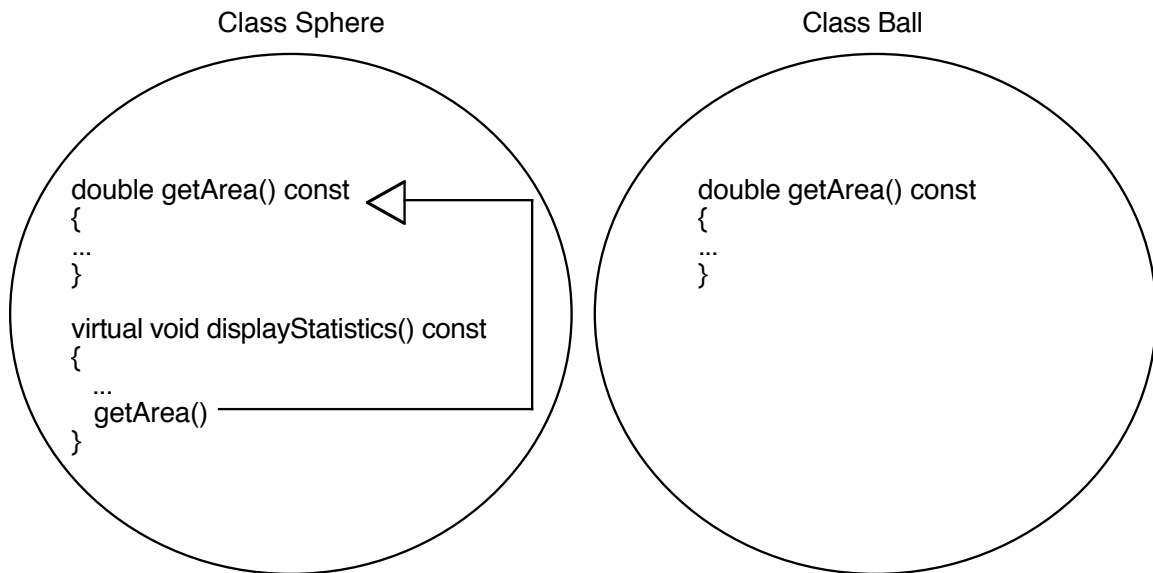 Class Sphere
double getArea() const
{
...
}
virtual void displayStatistics() const
{
...
getArea()
}
Class Ball
double getArea() const
{
...
}